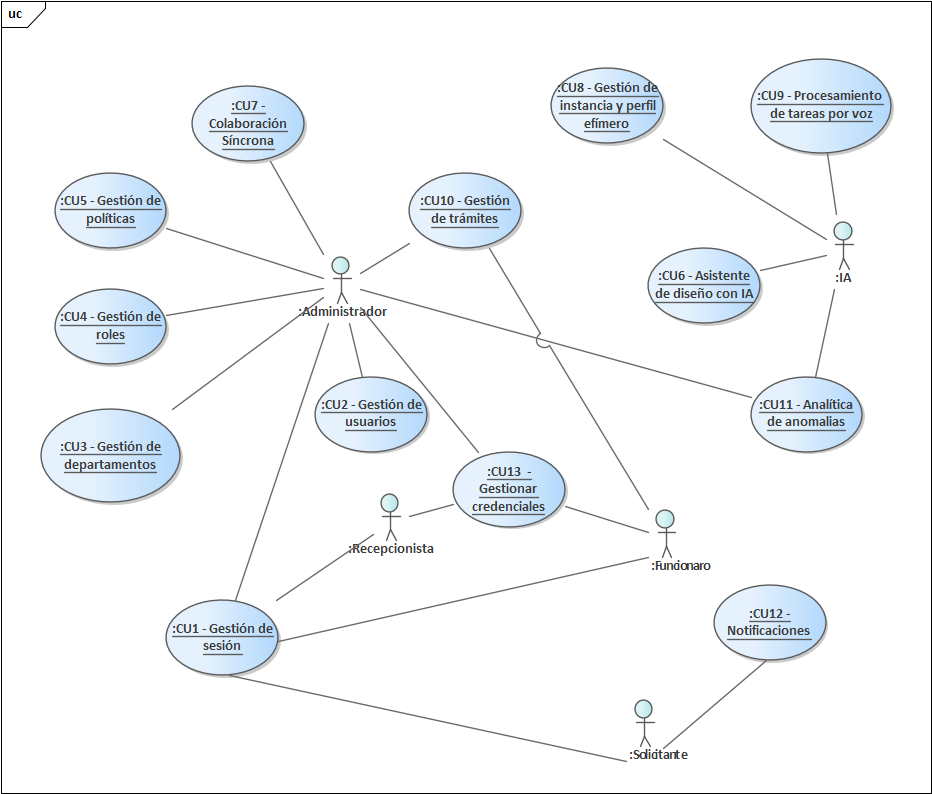 uc
:CU7 -
Colaboración
Síncrona
:CU8 - Gestión de
instancia y perfil
efímero
:CU9 - Procesamiento
de tareas por voz
:CU5 - Gestión de
políticas
:CU10 - Gestión
de trámites
:CU6 - Asistente
de diseño con IA
:IA
:Administrador
:CU4 - Gestión de
roles
:CU2 - Gestión de
usuarios
:CU11 - Analítica
de anomalias
:CU3 - Gestión de
departamentos
:CU13 -
Gestionar
credenciales
:Recepcionista
:Funcionaro
:CU1 - Gestión de
sesión
:CU12 -
Notificaciones
:Solicitante